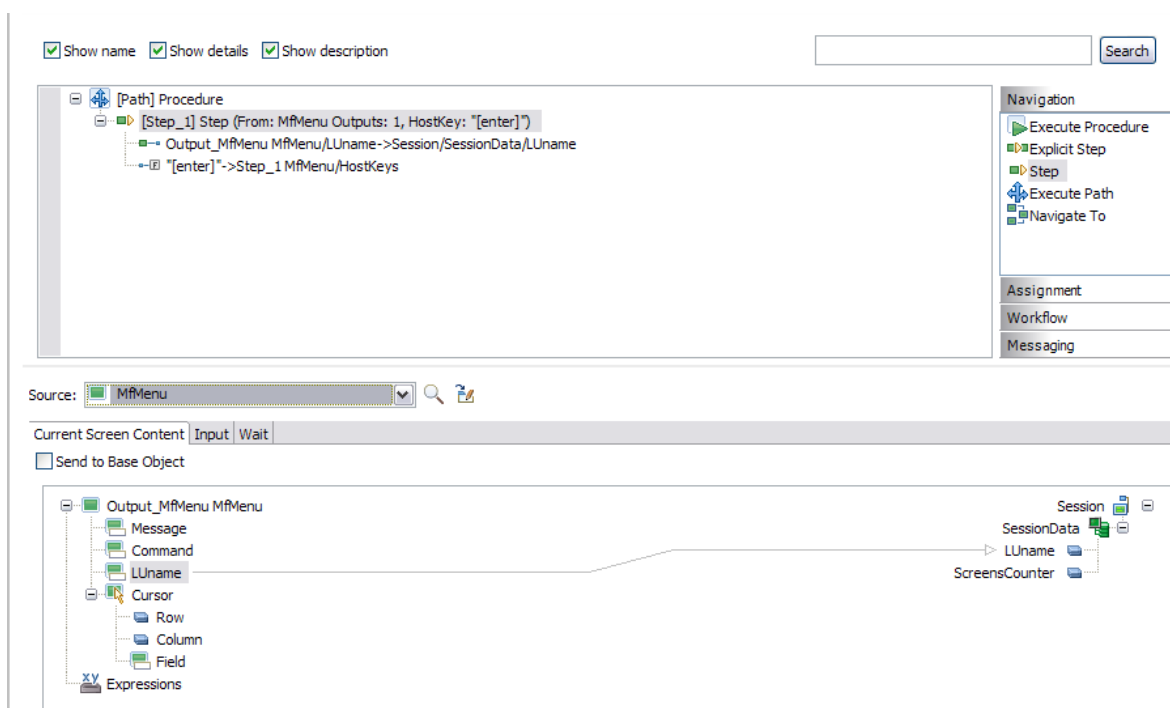 Show name Show details Show description Search
[Path] Procedure
[Step_1] Step (From: MfMenu Outputs: 1, HostKey: "[enter]")
Output_MfMenu MfMenu/LUname->Session/SessionData/LUname
"[enter]"->Step_1 MfMenu/HostKeys
Navigation
Execute Procedure
Explicit Step
Step
Execute Path
Navigate To
Assignment
Workflow
Messaging
Source: MfMenu
Current Screen Content Input Wait
Send to Base Object
Output_MfMenu MfMenu
Message
Command
LUname
Cursor
Row
Column
Field
xy Expressions
Session
SessionData
LUname
ScreensCounter